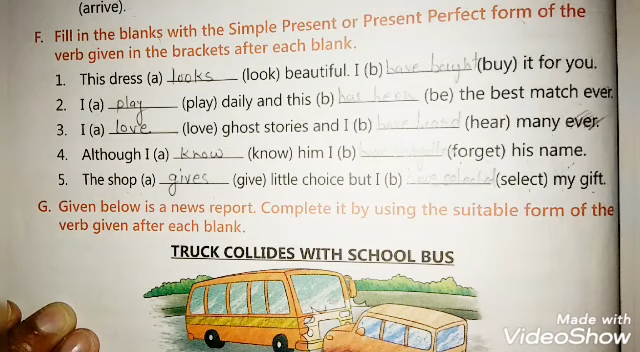 (arrive).
F. Fill in the blanks with the Simple Present or Present Perfect form of the
verb given in the brackets after each blank.
1. This dress (a) looks (look) beautiful. I (b) have bought (buy) it for you.
2. I (a) play (play) daily and this (b) has been (be) the best match ever.
3. I (a) love (love) ghost stories and I (b) have heard (hear) many ever.
4. Although I (a) know (know) him I (b) (forget) his name.
5. The shop (a) gives (give) little choice but I (b) have (select) my gift.
G. Given below is a news report. Complete it by using the suitable form of the
verb given after each blank.
TRUCK COLLIDES WITH SCHOOL BUS
Made with
VideoShow